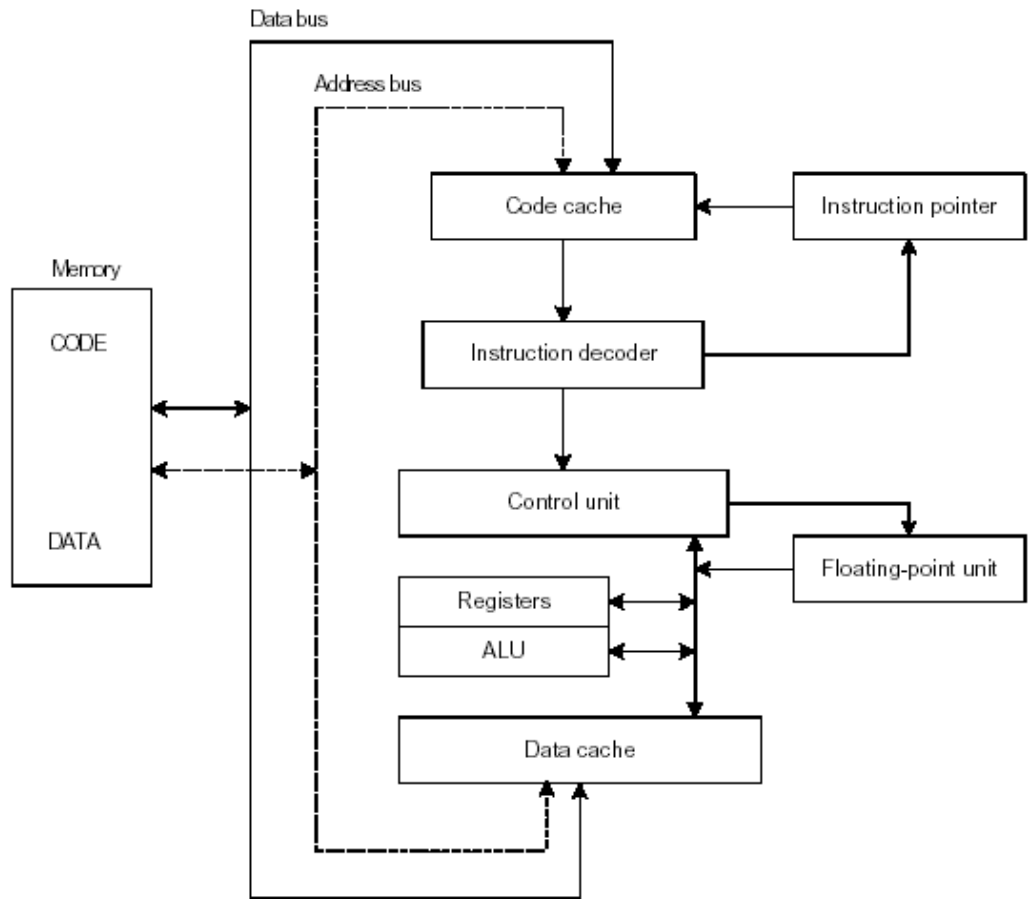 Data bus
Address bus
Code cache
Instruction pointer
Memory
CODE
Instruction decoder
Control unit
DATA
Floating-point unit
Registers
ALU
Data cache